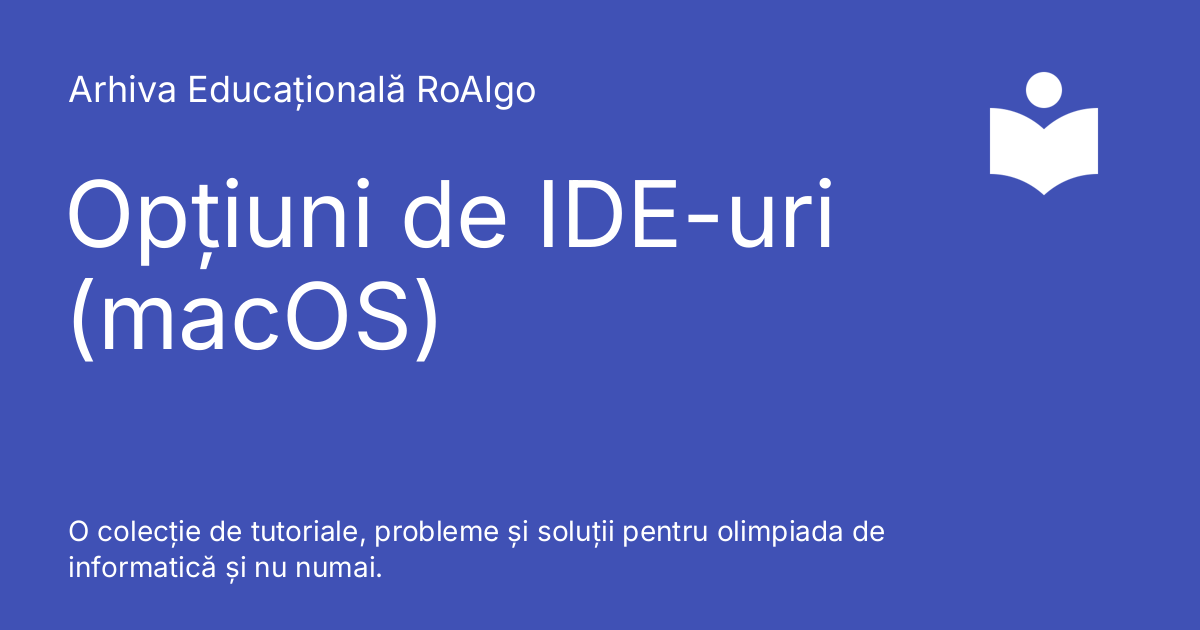 Arhiva Educațională RoAlgo
Opțiuni de IDE-uri
(macOS)
O colecție de tutoriale, probleme și soluții pentru olimpiada de
informatică și nu numai.